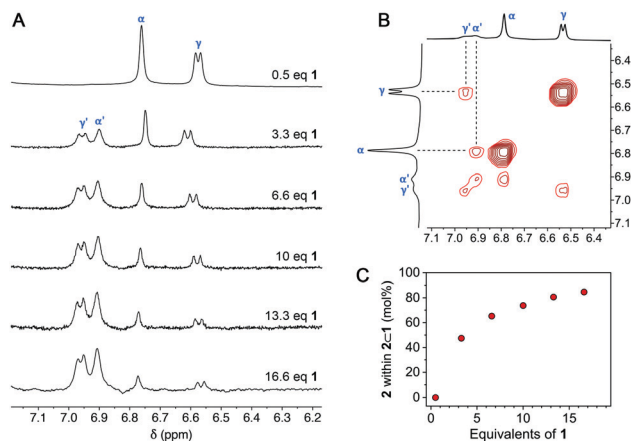 A
α
γ
0.5 eq 1
γ' α'
3.3 eq 1
6.6 eq 1
10 eq 1
13.3 eq 1
16.6 eq 1
7.1 7.0 6.9 6.8 6.7 6.6 6.5 6.4 6.3 6.2
δ (ppm)
B
γ' α' α γ
γ
α
α'
γ'
6.4
6.5
6.6
6.7
6.8
6.9
7.0
7.1
7.1 7.0 6.9 6.8 6.7 6.6 6.5 6.4
C
2 within 2⊂1 (mol%)
100
80
60
40
20
0
0 5 10 15
Equivalents of 1